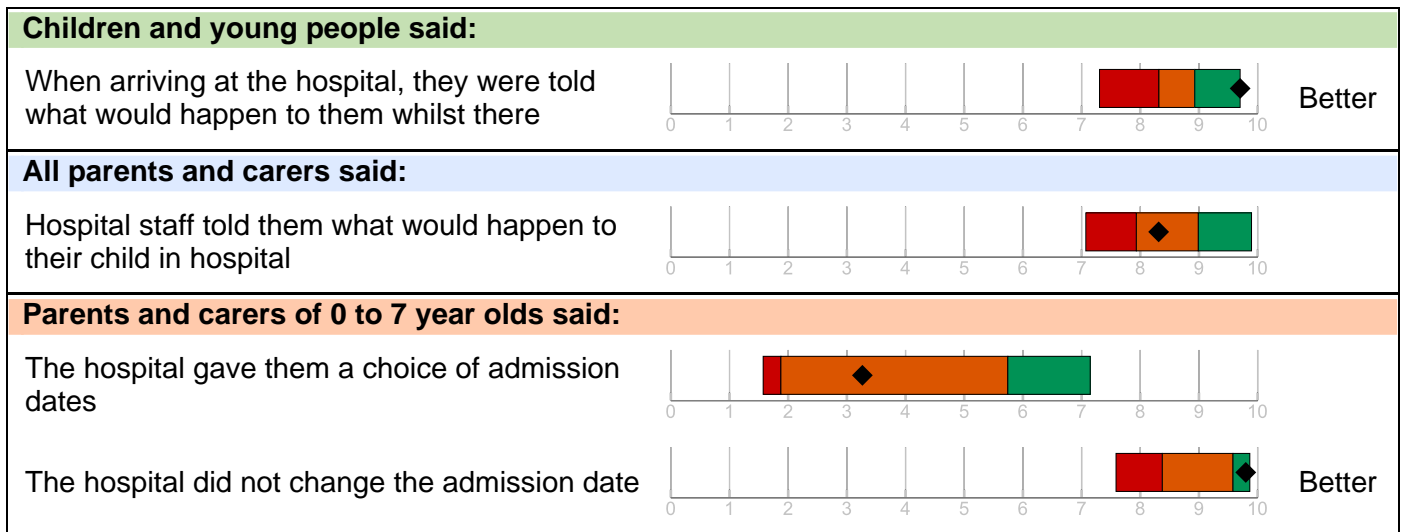 Children and young people said:
When arriving at the hospital, they were told
what would happen to them whilst there
0 1 2 3 4 5 6 7 8 9 10
Better
All parents and carers said:
Hospital staff told them what would happen to
their child in hospital
0 1 2 3 4 5 6 7 8 9 10
Parents and carers of 0 to 7 year olds said:
The hospital gave them a choice of admission
dates
0 1 2 3 4 5 6 7 8 9 10
The hospital did not change the admission date
0 1 2 3 4 5 6 7 8 9 10
Better